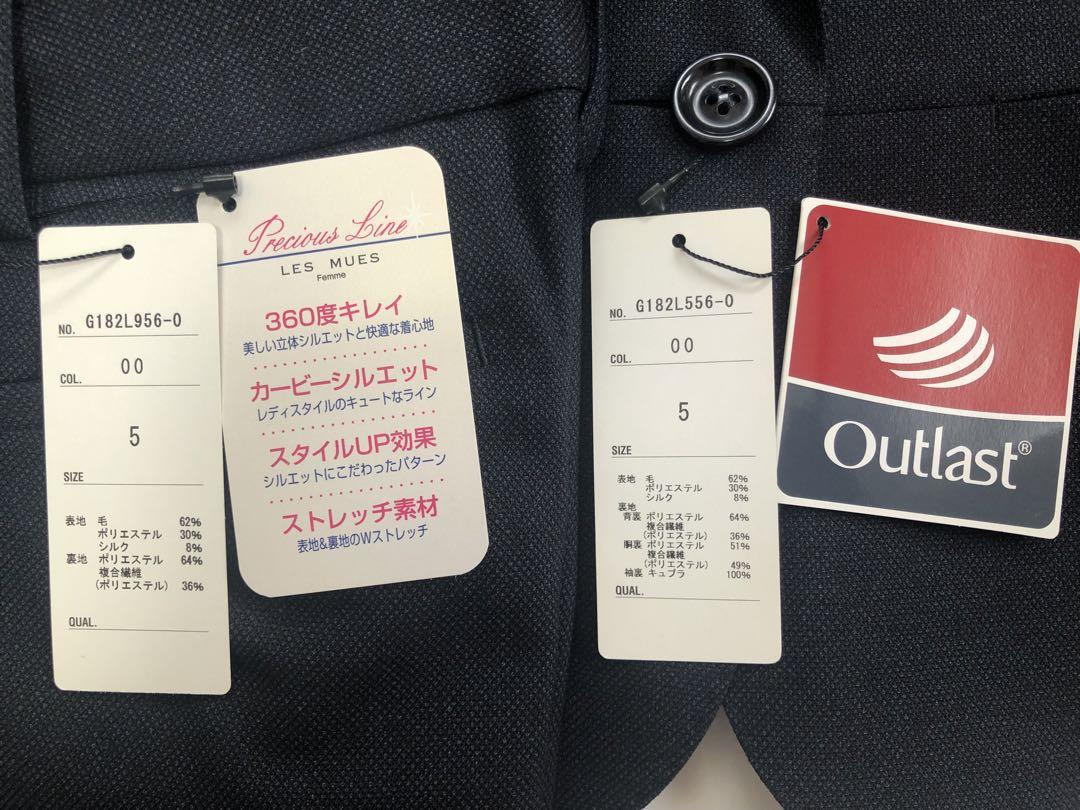 NO. G182L956-0
COL. 00
5
SIZE
表地 毛 62%
ポリエステル 30%
シルク 8%
裏地 ポリエステル 64%
複合繊維
(ポリエステル) 36%
QUAL.
Precious Line
LES MUES
Femme
360度キレイ
美しい立体シルエットと快適な着心地
カービーシルエット
レディスタイルのキュートなライン
スタイルUP効果
シルエットにこだわったパターン
ストレッチ素材
表地&裏地のWストレッチ
NO. G182L556-0
COL. 00
5
SIZE
表地 毛 62%
ポリエステル 30%
シルク 8%
裏地
背裏 ポリエステル 64%
複合繊維
(ポリエステル) 36%
胴裏 ポリエステル 51%
複合繊維
(ポリエステル) 49%
袖裏 キュプラ 100%
QUAL.
Outlast®